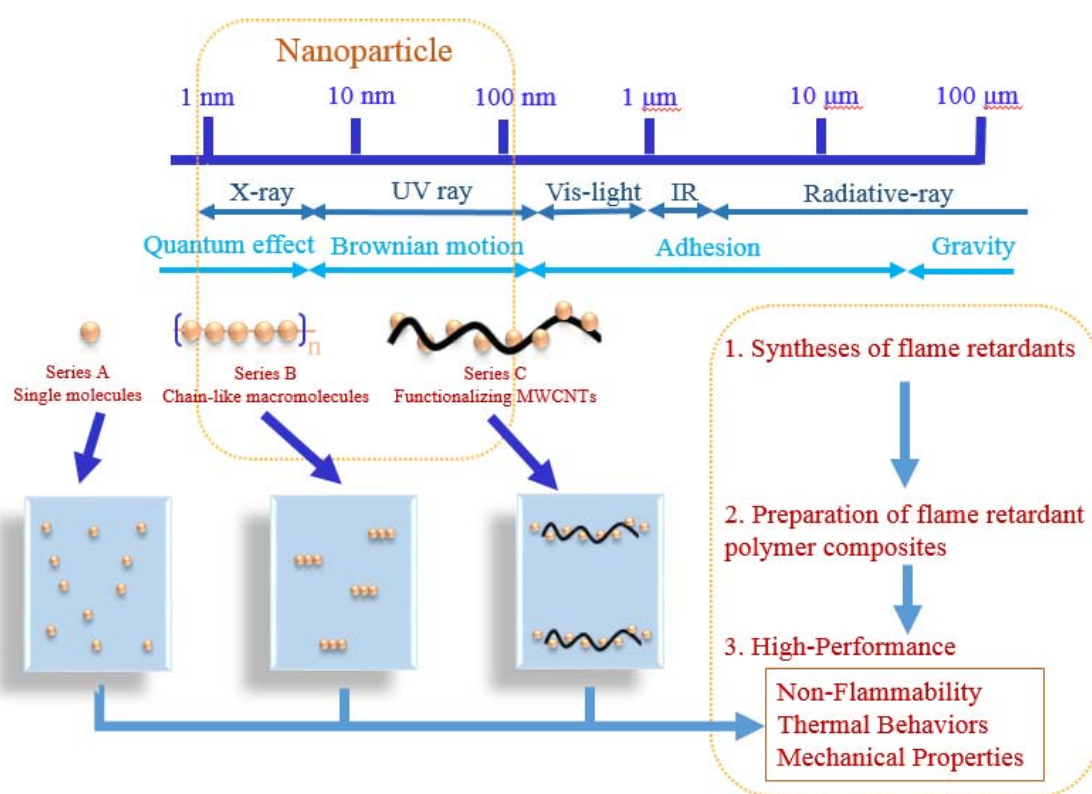 Nanoparticle
1 nm
10 nm
100 nm
1 μm
10 μm
100 μm
X-ray
UV ray
Vis-light
IR
Radiative-ray
Quantum effect
Brownian motion
Adhesion
Gravity
n
Series A
Single molecules
Series B
Chain-like macromolecules
Series C
Functionalizing MWCNTs
1. Syntheses of flame retardants
2. Preparation of flame retardant
polymer composites
3. High-Performance
Non-Flammability
Thermal Behaviors
Mechanical Properties